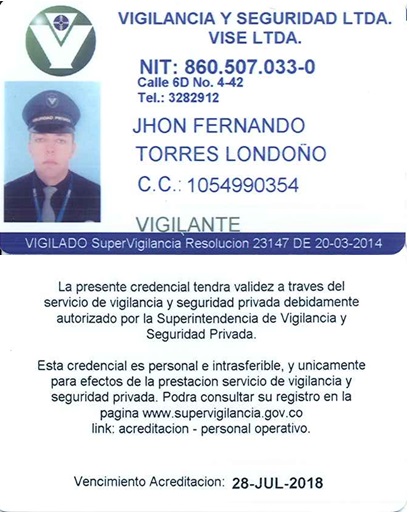 VIGILANCIA Y SEGURIDAD LTDA.
VISE LTDA.
NIT: 860.507.033-0
Calle 6D No. 4-42
Tel.: 3282912
JHON FERNANDO
TORRES LONDOÑO
C.C.: 1054990354
VIGILANTE
VIGILADO SuperVigilancia Resolucion 23147 DE 20-03-2014
La presente credencial tendra validez a traves del
servicio de vigilancia y seguridad privada debidamente
autorizado por la Superintendencia de Vigilancia y
Seguridad Privada.
Esta credencial es personal e intrasferible, y unicamente
para efectos de la prestacion servicio de vigilancia y
seguridad privada. Podra consultar su registro en la
pagina www.supervigilancia.gov.co
link: acreditacion - personal operativo.
Vencimiento Acreditacion: 28-JUL-2018